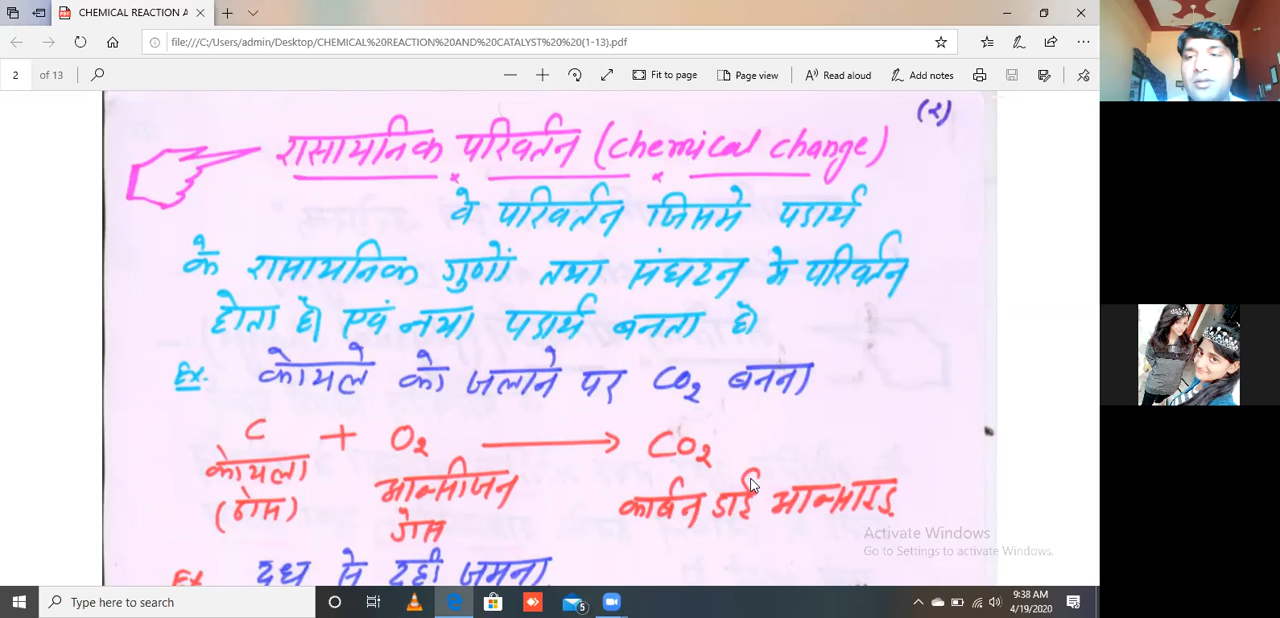 CHEMICAL REACTION A
file:///C:/Users/admin/Desktop/CHEMICAL%20REACTION%20AND%20CATALYST%20%20(1-13).pdf
2 of 13 Fit to page Page view Read aloud Add notes
(२)
रासायनिक परिवर्तन (Chemical change)
वे परिवर्तन जिसमे पदार्थ
के रासायनिक गुणों तथा संघटन मे परिवर्तन
होता हो एवं नया पदार्थ बनता हो
Ex. कोयले को जलाने पर CO2 बनना
C + O2 → CO2
कोयला आक्सीजन कार्बन डाई आक्साइड
(ठोस) गैस
Activate Windows
Go to Settings to activate Windows.
Ex. दूध से दही जमना
Type here to search
5
9:38 AM
4/19/2020